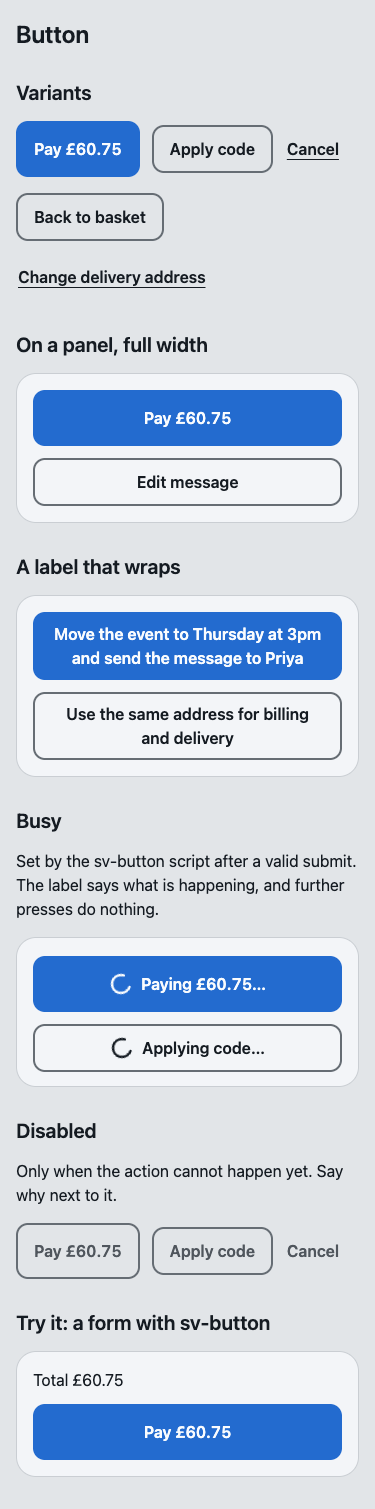 Button
Variants
Pay £60.75
Apply code
Cancel
Back to basket
Change delivery address
On a panel, full width
Pay £60.75
Edit message
A label that wraps
Move the event to Thursday at 3pm
and send the message to Priya
Use the same address for billing
and delivery
Busy
Set by the sv-button script after a valid submit.
The label says what is happening, and further
presses do nothing.
Paying £60.75...
Applying code...
Disabled
Only when the action cannot happen yet. Say
why next to it.
Pay £60.75
Apply code
Cancel
Try it: a form with sv-button
Total £60.75
Pay £60.75